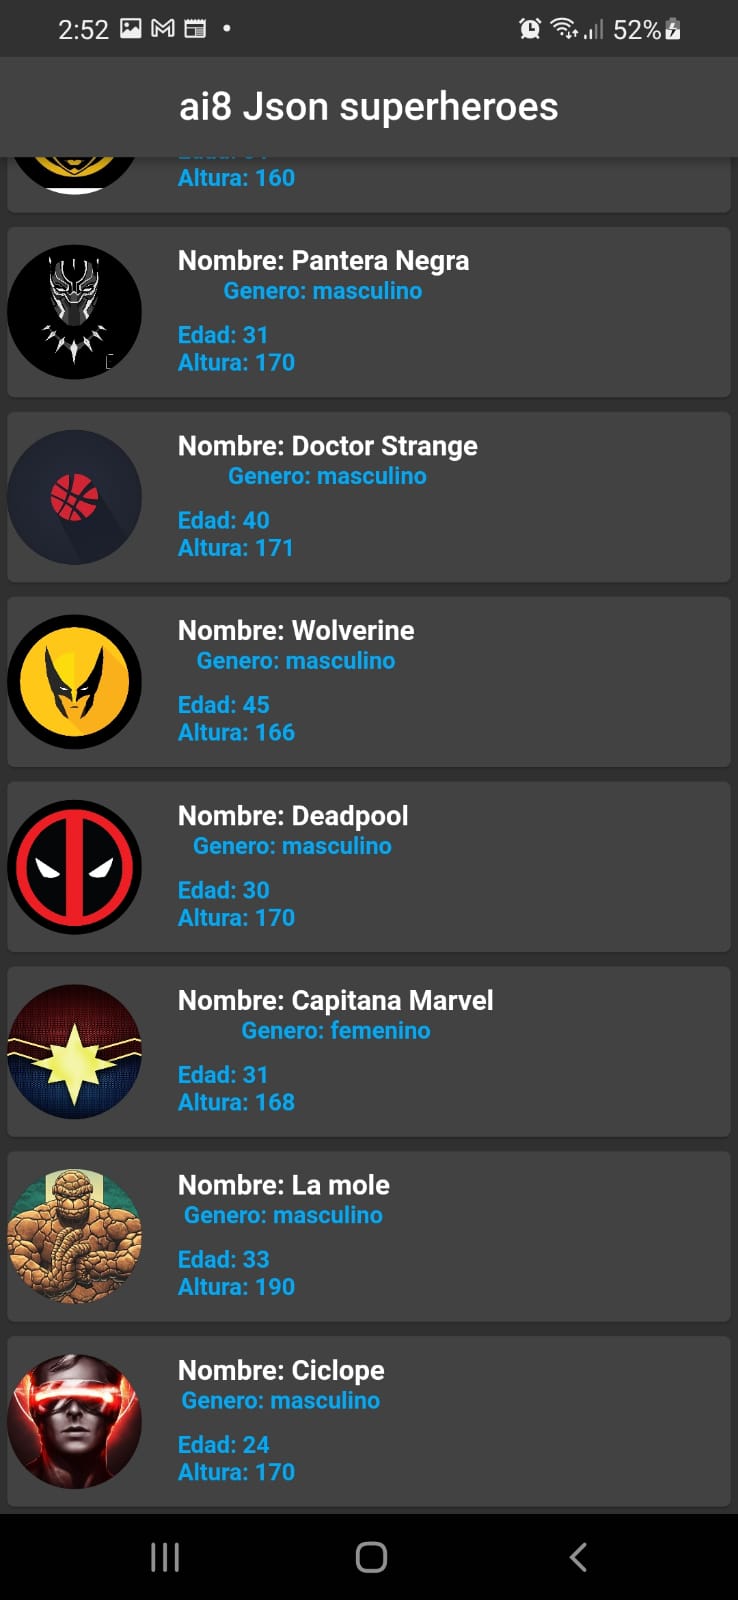 2:52
52%
ai8 Json superheroes
Altura: 160
Nombre: Pantera Negra
Genero: masculino
Edad: 31
Altura: 170
Nombre: Doctor Strange
Genero: masculino
Edad: 40
Altura: 171
Nombre: Wolverine
Genero: masculino
Edad: 45
Altura: 166
Nombre: Deadpool
Genero: masculino
Edad: 30
Altura: 170
Nombre: Capitana Marvel
Genero: femenino
Edad: 31
Altura: 168
Nombre: La mole
Genero: masculino
Edad: 33
Altura: 190
Nombre: Ciclope
Genero: masculino
Edad: 24
Altura: 170